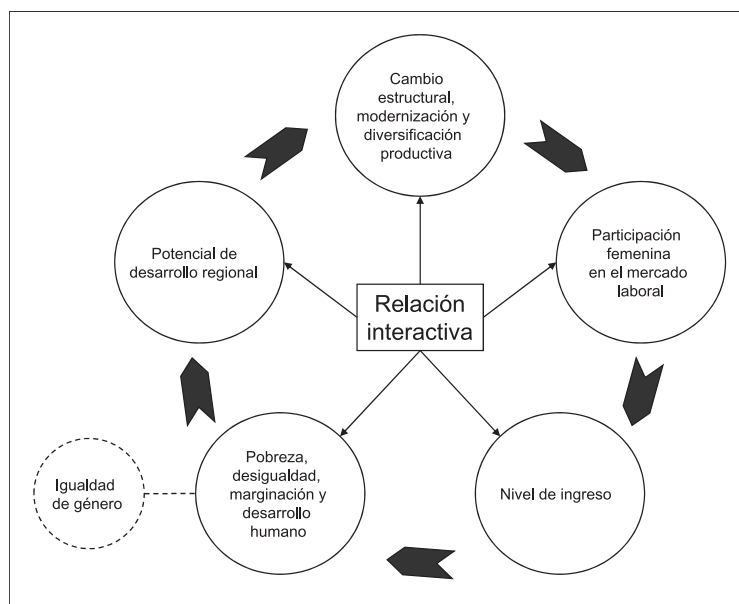 Cambio
estructural,
modernización y
diversificación
productiva
Participación
femenina
en el mercado
laboral
Potencial de
desarrollo regional
Relación
interactiva
Pobreza,
desigualdad,
marginación y
desarrollo
humano
Nivel de ingreso
Igualdad
de género